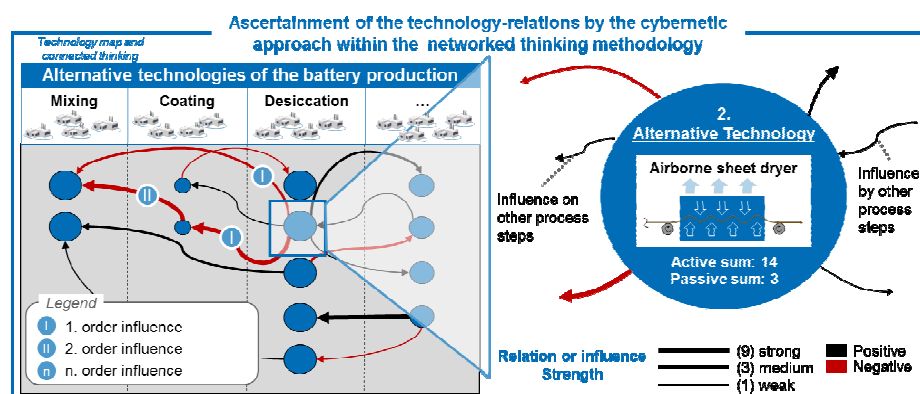 Ascertainment of the technology-relations by the cybernetic
approach within the networked thinking methodology
Technology map and
connected thinking
Alternative technologies of the battery production
Mixing
Coating
Desiccation
...
I
II
I
Legend
I 1. order influence
II 2. order influence
n n. order influence
2.
Alternative Technology
Airborne sheet dryer
Active sum: 14
Passive sum: 3
Influence on
other process
steps
Influence
by other
process
steps
Relation or influence
Strength
(9) strong
(3) medium
(1) weak
Positive
Negative